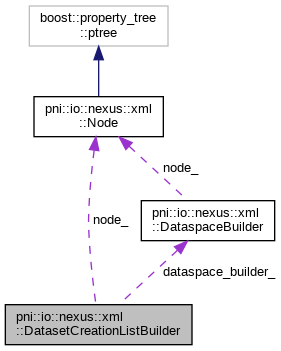 boost::property_tree
::ptree
pni::io::nexus::xml
::Node
node_
pni::io::nexus::xml
::DataspaceBuilder
node_
dataspace_builder_
pni::io::nexus::xml
::DatasetCreationListBuilder